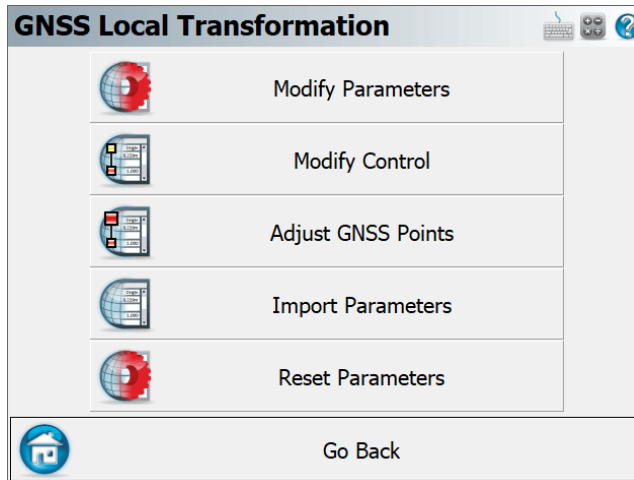 GNSS Local Transformation
Modify Parameters
Modify Control
Adjust GNSS Points
Import Parameters
Reset Parameters
Go Back